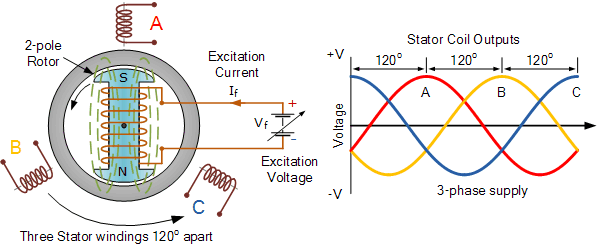 A
2-pole
Rotor
S
N
Excitation
Current
If
+
Vf
-
Excitation
Voltage
B
C
Three Stator windings 120° apart
Stator Coil Outputs
+V
120°
120°
120°
A
B
C
Voltage
-V
3-phase supply